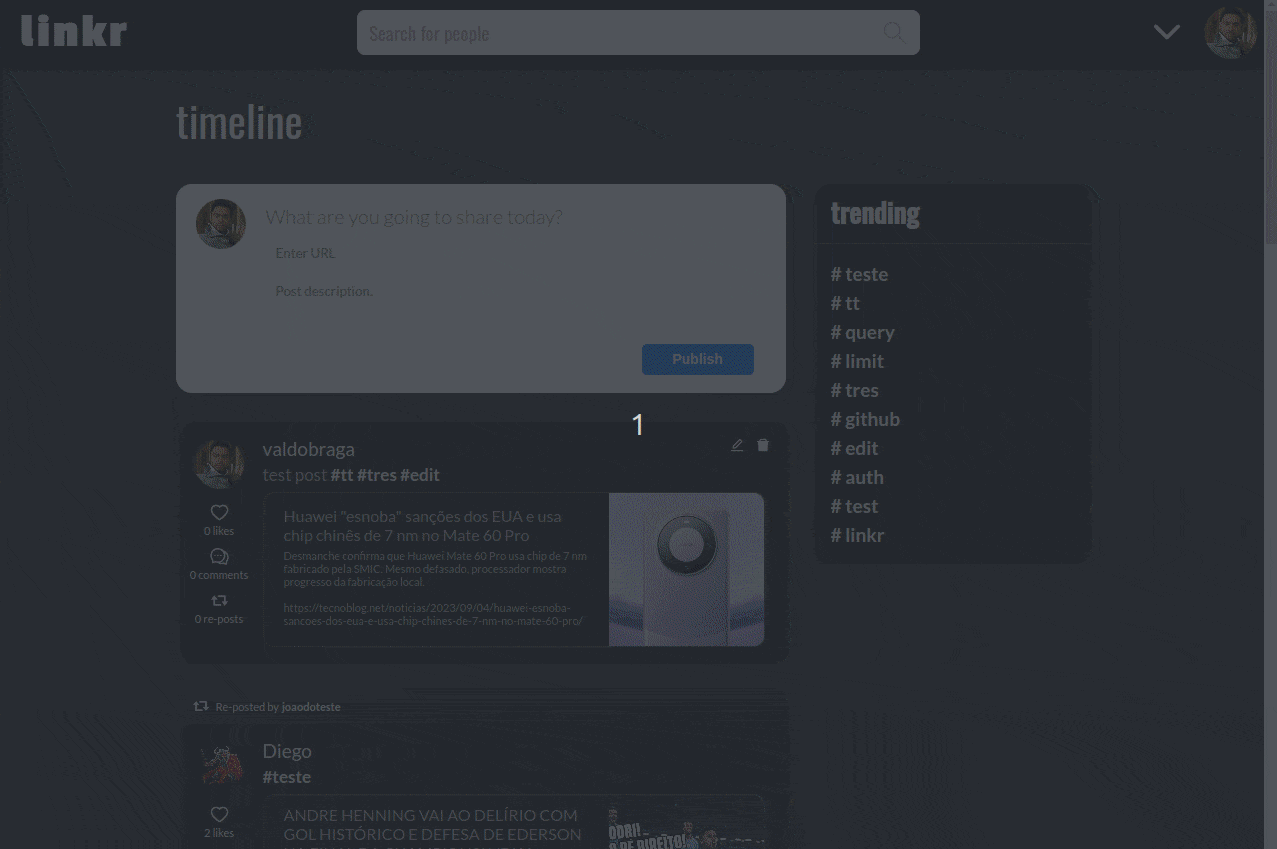 linkr
Search for people
timeline
What are you going to share today?
Enter URL
Post description.
Publish
trending
# teste
# tt
# query
# limit
# tres
# github
# edit
# auth
# test
# linkr
1
valdobraga
test post #tt #tres #edit
0 likes
0 comments
0 re-posts
Huawei "esnoba" sanções dos EUA e usa
chip chinês de 7 nm no Mate 60 Pro
Desmanche confirma que Huawei Mate 60 Pro usa chip de 7 nm
fabricado pela SMIC. Mesmo defasado, processador mostra
progresso da fabricação local.
https://tecnoblog.net/noticias/2023/09/04/huawei-esnoba-
sancoes-dos-eua-e-usa-chip-chines-de-7-nm-no-mate-60-pro/
Re-posted by joaodoteste
Diego
#teste
2 likes
ANDRE HENNING VAI AO DELÍRIO COM
GOL HISTÓRICO E DEFESA DE EDERSON
DE DIREITO!